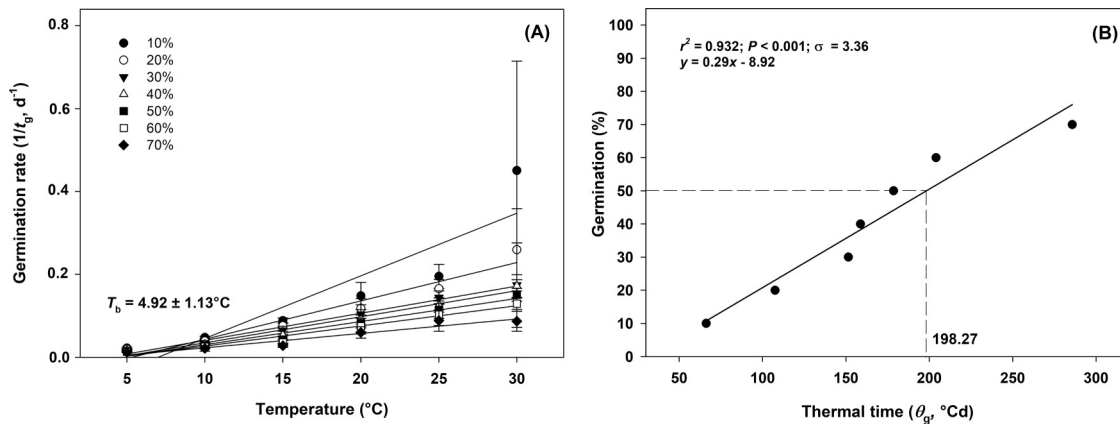 (A)
0.8
0.6
0.4
0.2
0.0
Germination rate (1/tg, d-1)
10%
20%
30%
40%
50%
60%
70%
Tb = 4.92 ± 1.13°C
5 10 15 20 25 30
Temperature (°C)
(B)
100
90
80
70
60
50
40
30
20
10
0
Germination (%)
r2 = 0.932; P < 0.001; σ = 3.36
y = 0.29x - 8.92
198.27
50 100 150 200 250 300
Thermal time (θg, °Cd)